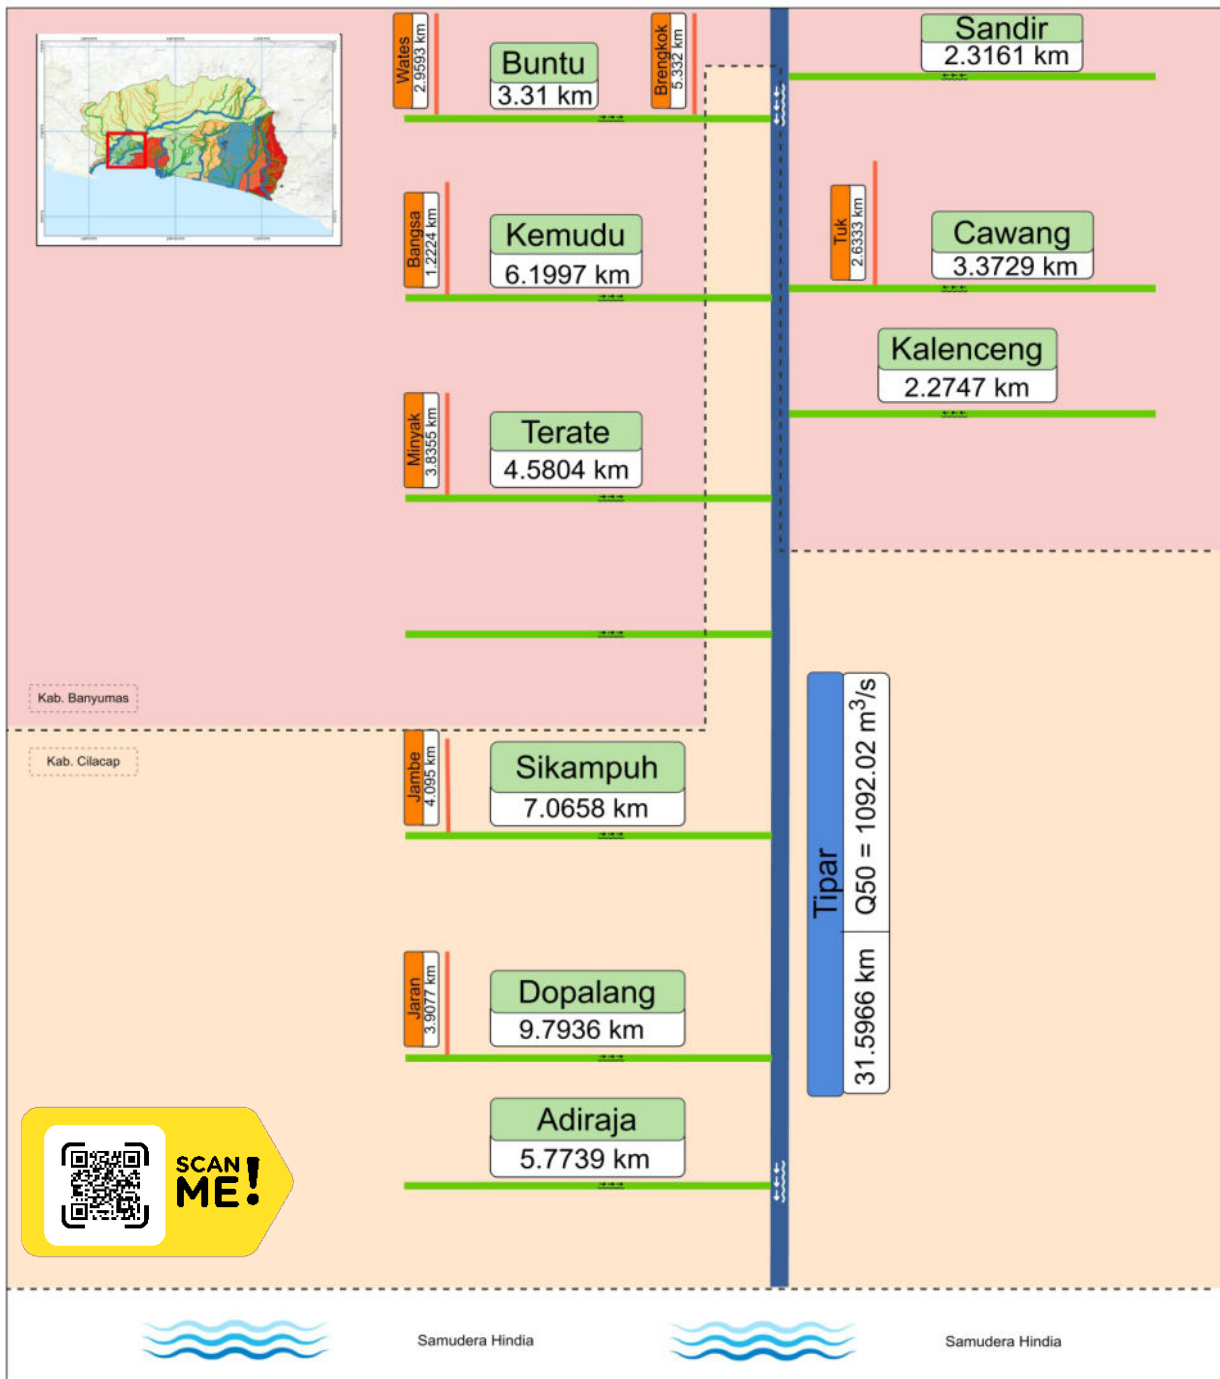 Wates
2.9593 km
Buntu
3.31 km
Brengkok
5.332 km
Sandir
2.3161 km
Bangsa
1.2224 km
Kemudu
6.1997 km
Tuk
2.6333 km
Cawang
3.3729 km
Kalenceng
2.2747 km
Minyak
3.8355 km
Terate
4.5804 km
Kab. Banyumas
Kab. Cilacap
Jambe
4.095 km
Sikampuh
7.0658 km
Tipar
31.5966 km
Q50 = 1092.02 m³/s
Jaran
3.9077 km
Dopalang
9.7936 km
Adiraja
5.7739 km
SCAN
ME!
Samudera Hindia
Samudera Hindia